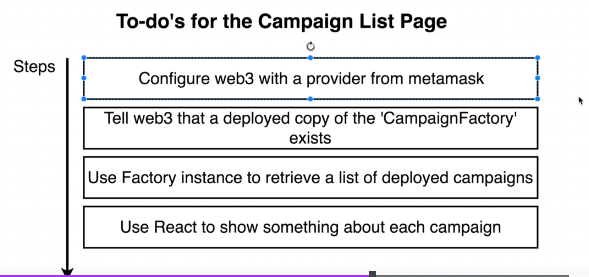 To-do's for the Campaign List Page
Steps
Configure web3 with a provider from metamask
Tell web3 that a deployed copy of the 'CampaignFactory'
exists
Use Factory instance to retrieve a list of deployed campaigns
Use React to show something about each campaign